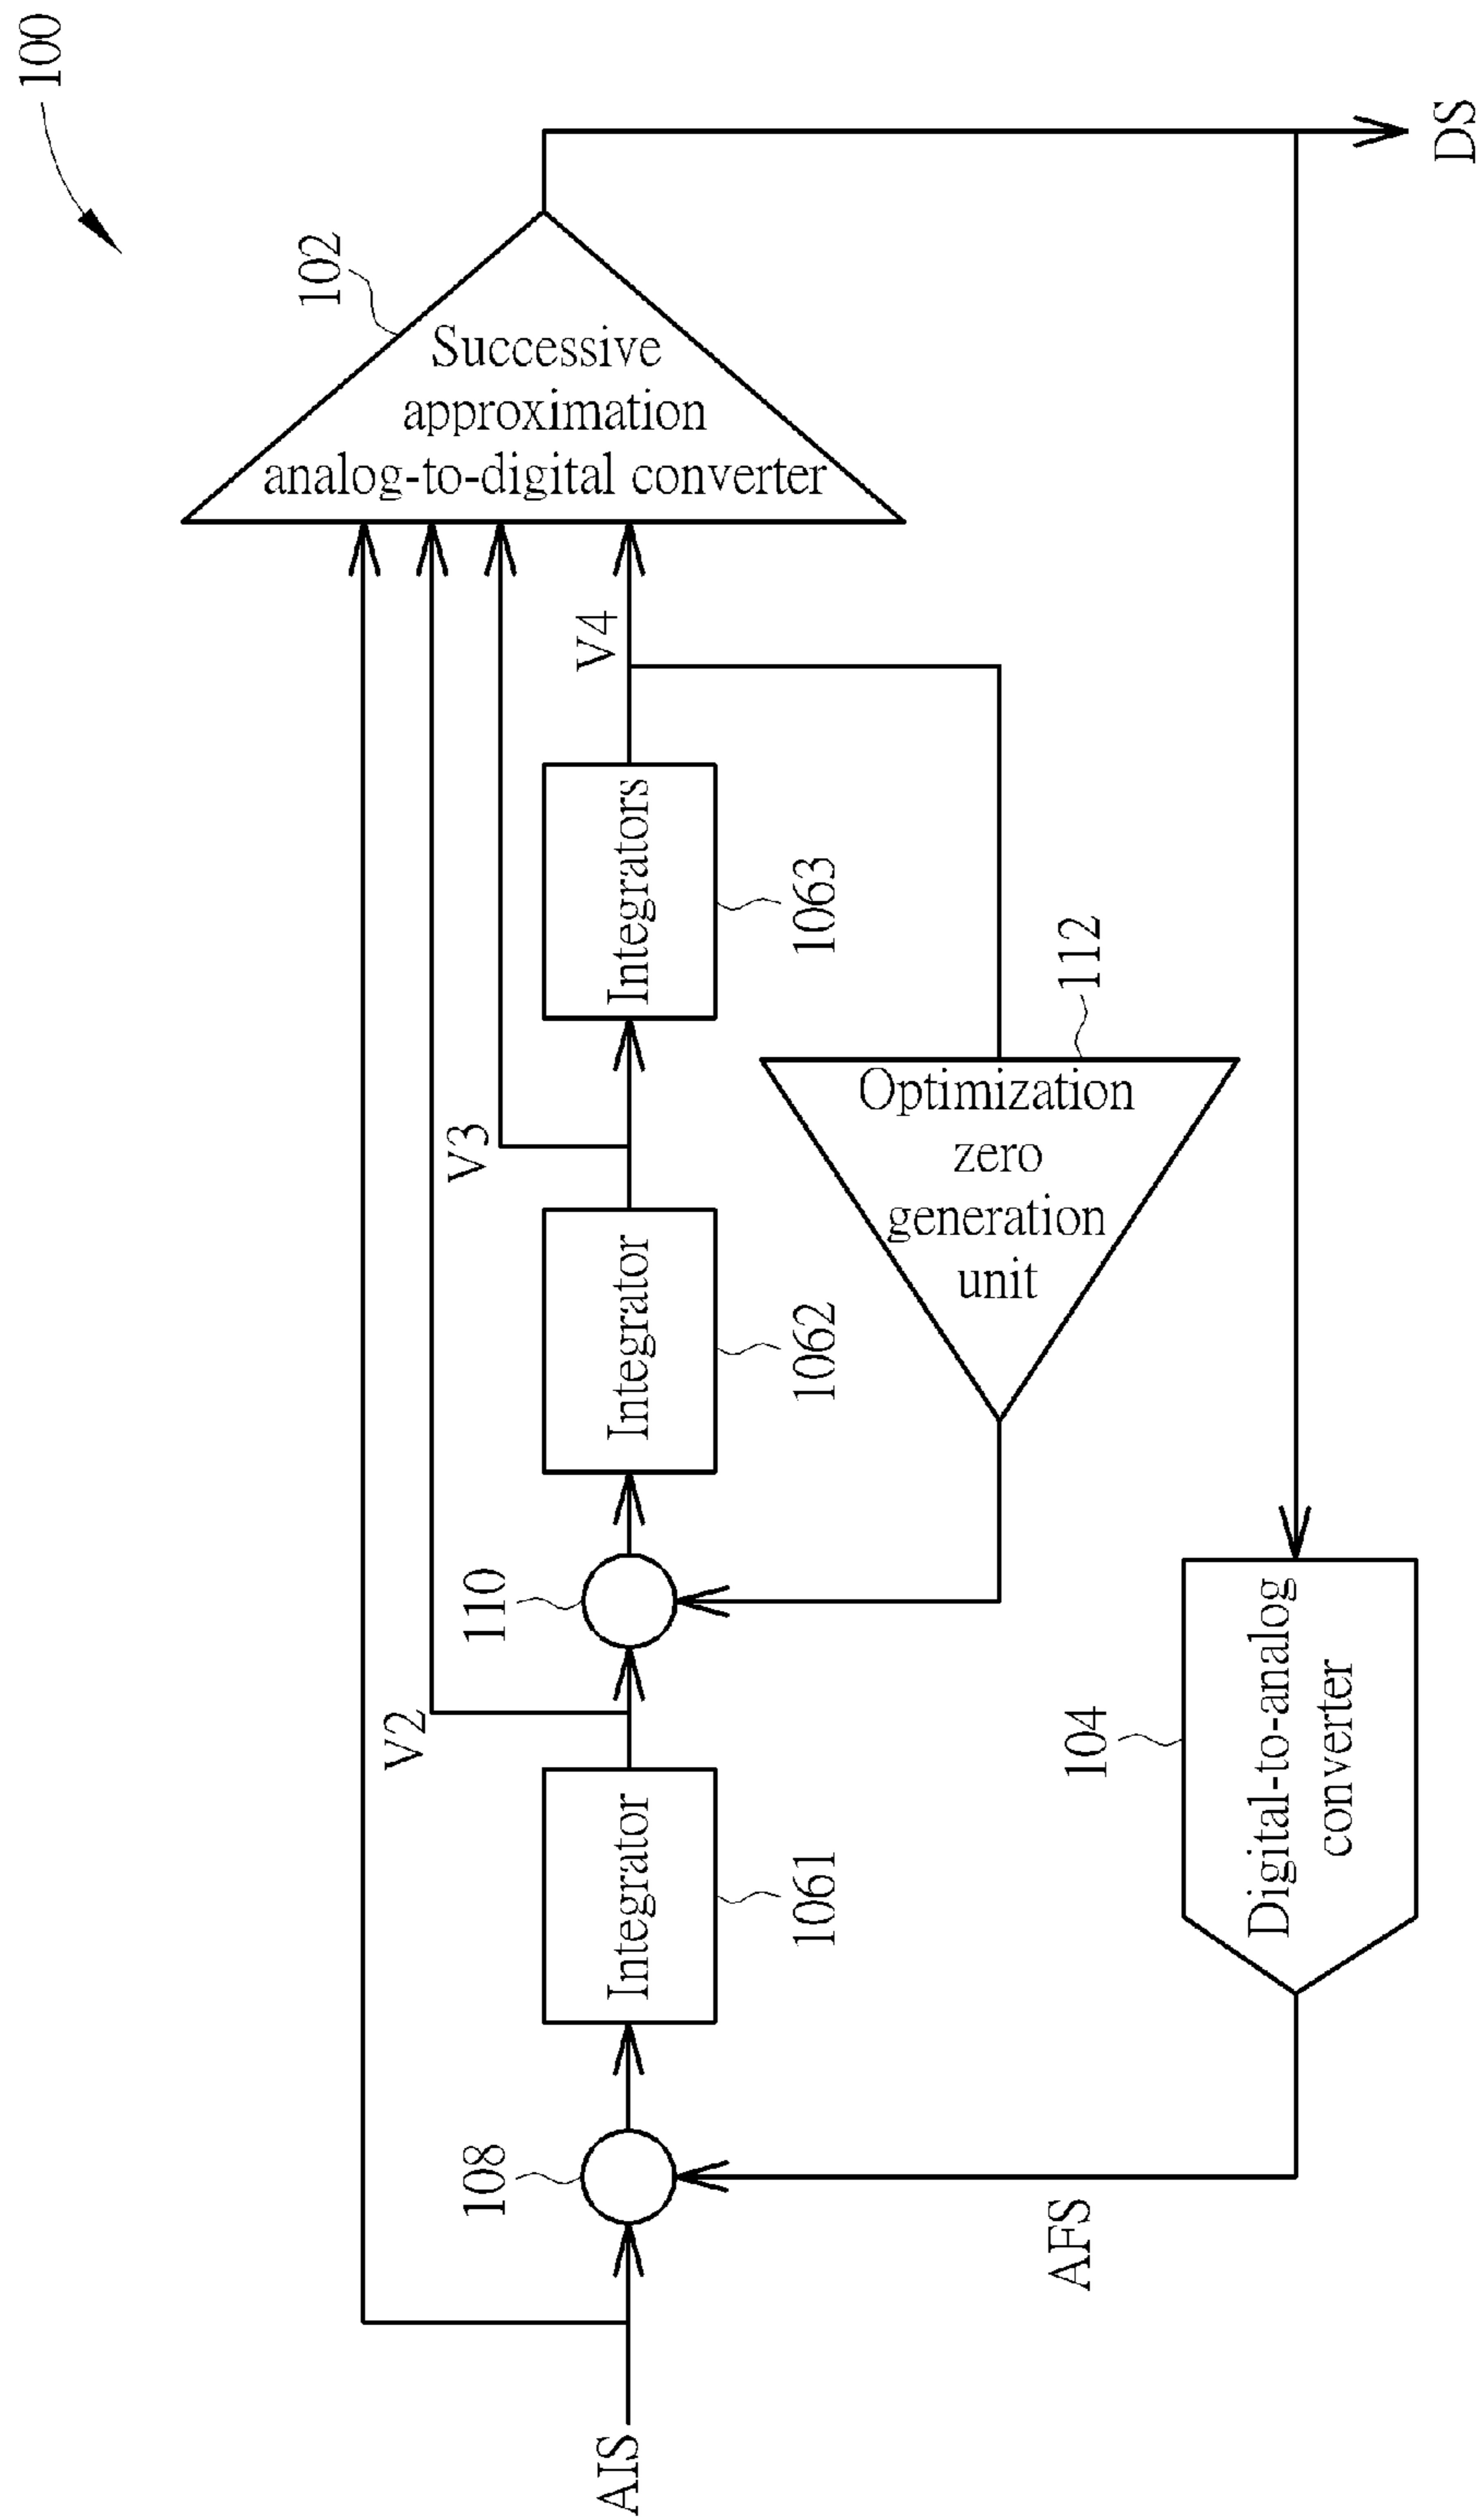 100
102
Successive
approximation
analog-to-digital converter
V4
V3
V2
Integrators
1063
Integrator
1062
Integrator
1061
110
108
112
Optimization
zero
generation
unit
104
Digital-to-analog
converter
AIS
AFS
DS